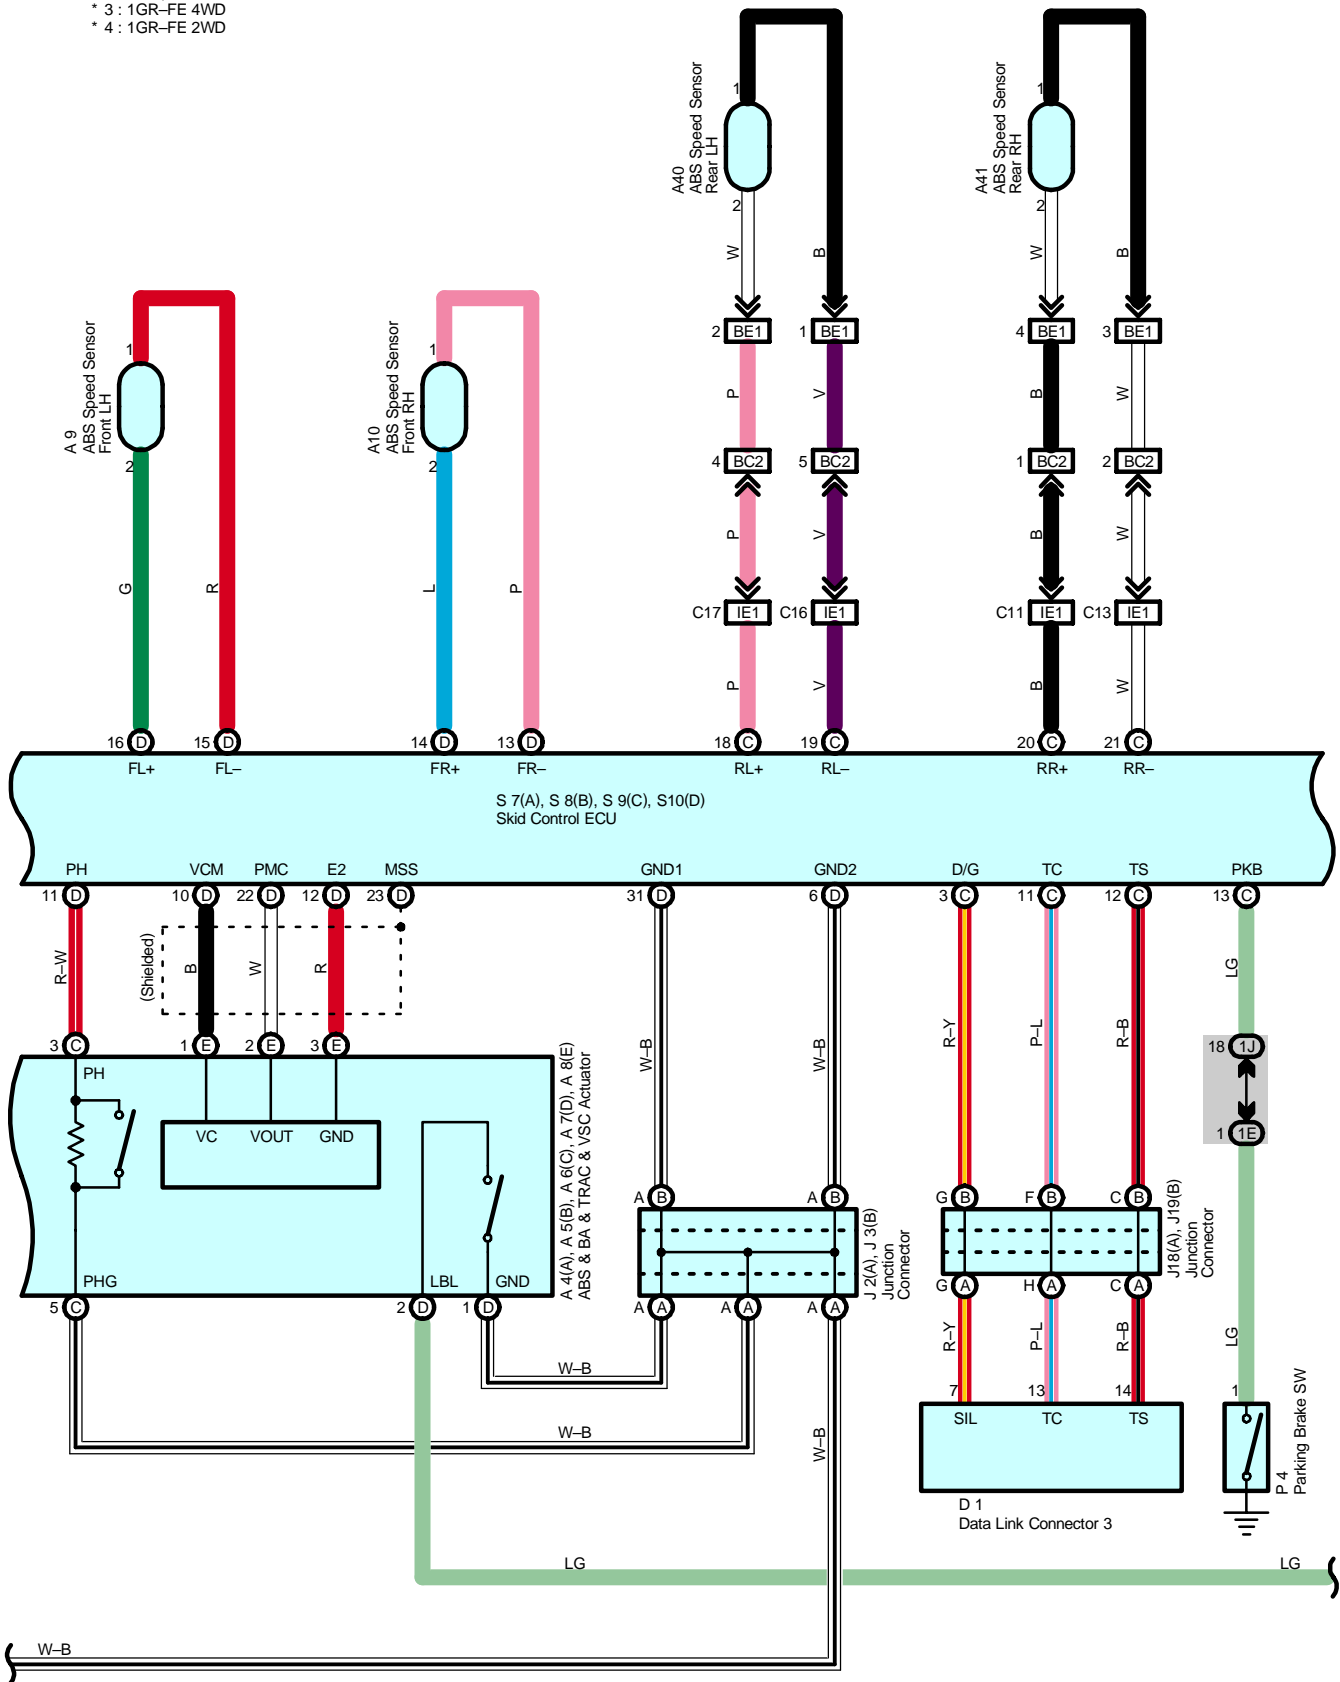 * 3 : 1GR–FE 4WD
* 4 : 1GR–FE 2WD
A40
ABS Speed Sensor
Rear LH
1
2
W
B
A41
ABS Speed Sensor
Rear RH
1
2
W
B
2 BE1
1 BE1
4 BE1
3 BE1
A 9
ABS Speed Sensor
Front LH
1
2
A10
ABS Speed Sensor
Front RH
1
2
P
V
B
W
4 BC2
5 BC2
1 BC2
2 BC2
G
R
L
P
P
V
B
W
C17 IE1
C16 IE1
C11 IE1
C13 IE1
P
V
B
W
16 D
15 D
14 D
13 D
18 C
19 C
20 C
21 C
FL+
FL–
FR+
FR–
RL+
RL–
RR+
RR–
S 7(A), S 8(B), S 9(C), S10(D)
Skid Control ECU
PH
VCM
PMC
E2
MSS
GND1
GND2
D/G
TC
TS
PKB
11 D
10 D
22 D
12 D
23 D
31 D
6 D
3 C
11 C
12 C
13 C
R–W
(Shielded)
B
W
R
W–B
W–B
R–Y
P–L
R–B
LG
3 C
1 E
2 E
3 E
18 1J
1 1E
PH
VC
VOUT
GND
PHG
LBL
GND
A 4(A), A 5(B), A 6(C), A 7(D), A 8(E)
ABS & BA & TRAC & VSC Actuator
A B
A B
G B
F B
C B
J 2(A), J 3(B)
Junction
Connector
J18(A), J19(B)
Junction
Connector
5 C
2 D
1 D
A A
A A
A A
G A
H A
C A
W–B
W–B
W–B
R–Y
P–L
R–B
LG
7
13
14
1
SIL
TC
TS
D 1
Data Link Connector 3
P 4
Parking Brake SW
LG
LG
W–B